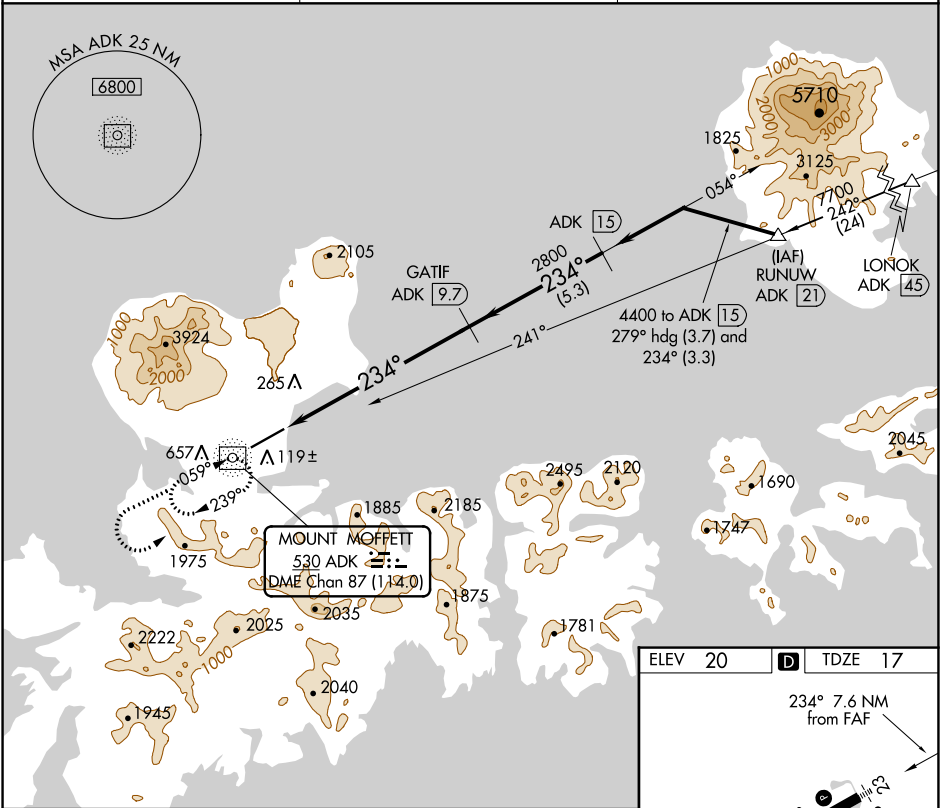 MSA ADK 25 NM
6800
1000
5710
2000
3000
1825
3125
054°
7700
242°
(24)
ADK 15
(IAF)
RUNUW
ADK 21
LONOK
ADK 45
2105
GATIF
ADK 9.7
2800
234°
(5.3)
4400 to ADK 15
279° hdg (3.7) and
234° (3.3)
241°
1000
3924
2000
265
234°
657
119±
059°
239°
2045
2495
2120
1690
1885
2185
1747
MOUNT MOFFETT
530 ADK
DME Chan 87 (114.0)
1975
1875
2035
2025
2222
1000
1781
2040
1945
ELEV 20
D
TDZE 17
234° 7.6 NM
from FAF
P
23